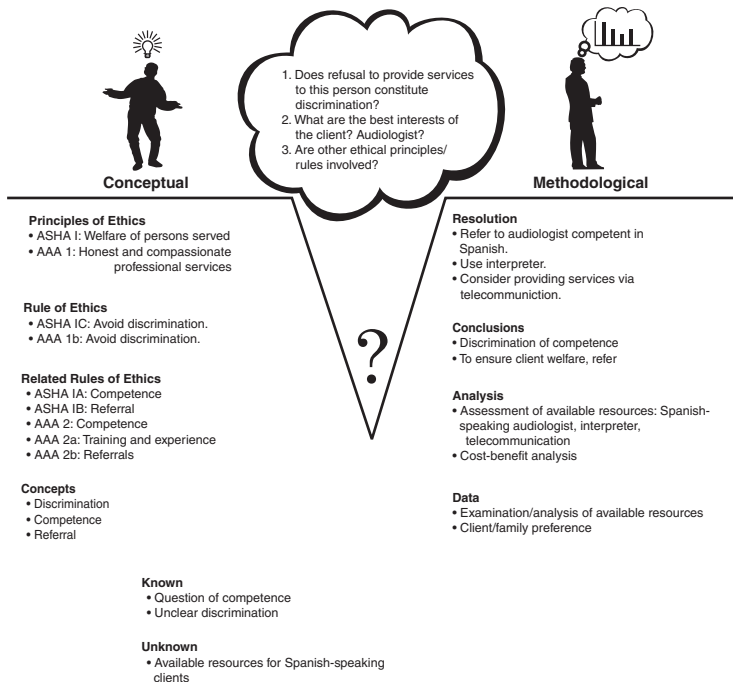 1. Does refusal to provide services
to this person constitute
discrimination?
2. What are the best interests of
the client? Audiologist?
3. Are other ethical principles/
rules involved?
Conceptual
Methodological
Principles of Ethics
• ASHA I: Welfare of persons served
• AAA 1: Honest and compassionate
professional services
Rule of Ethics
• ASHA IC: Avoid discrimination.
• AAA 1b: Avoid discrimination.
Related Rules of Ethics
• ASHA IA: Competence
• ASHA IB: Referral
• AAA 2: Competence
• AAA 2a: Training and experience
• AAA 2b: Referrals
Concepts
• Discrimination
• Competence
• Referral
?
Resolution
• Refer to audiologist competent in
Spanish.
• Use interpreter.
• Consider providing services via
telecommuniction.
Conclusions
• Discrimination of competence
• To ensure client welfare, refer
Analysis
• Assessment of available resources: Spanish-
speaking audiologist, interpreter,
telecommunication
• Cost-benefit analysis
Data
• Examination/analysis of available resources
• Client/family preference
Known
• Question of competence
• Unclear discrimination
Unknown
• Available resources for Spanish-speaking
clients